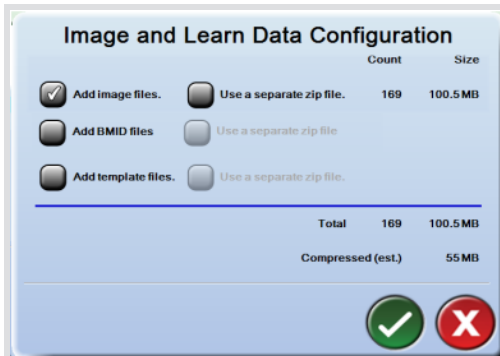 Image and Learn Data Configuration
Count Size
Add image files. Use a separate zip file. 169 100.5 MB
Add BMID files Use a separate zip file
Add template files. Use a separate zip file.
Total 169 100.5 MB
Compressed (est.) 55 MB
X